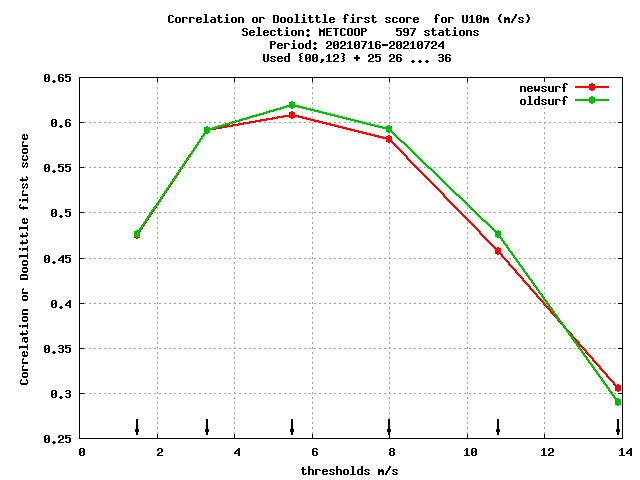 Correlation or Doolittle first score  for U10m (m/s)
Selection: METCOOP    597 stations
Period: 20210716-20210724
Used {00,12} + 25 26 ... 36
newsurf
oldsurf
Correlation or Doolittle first score
0.65
0.6
0.55
0.5
0.45
0.4
0.35
0.3
0.25
0 2 4 6 8 10 12 14
thresholds m/s